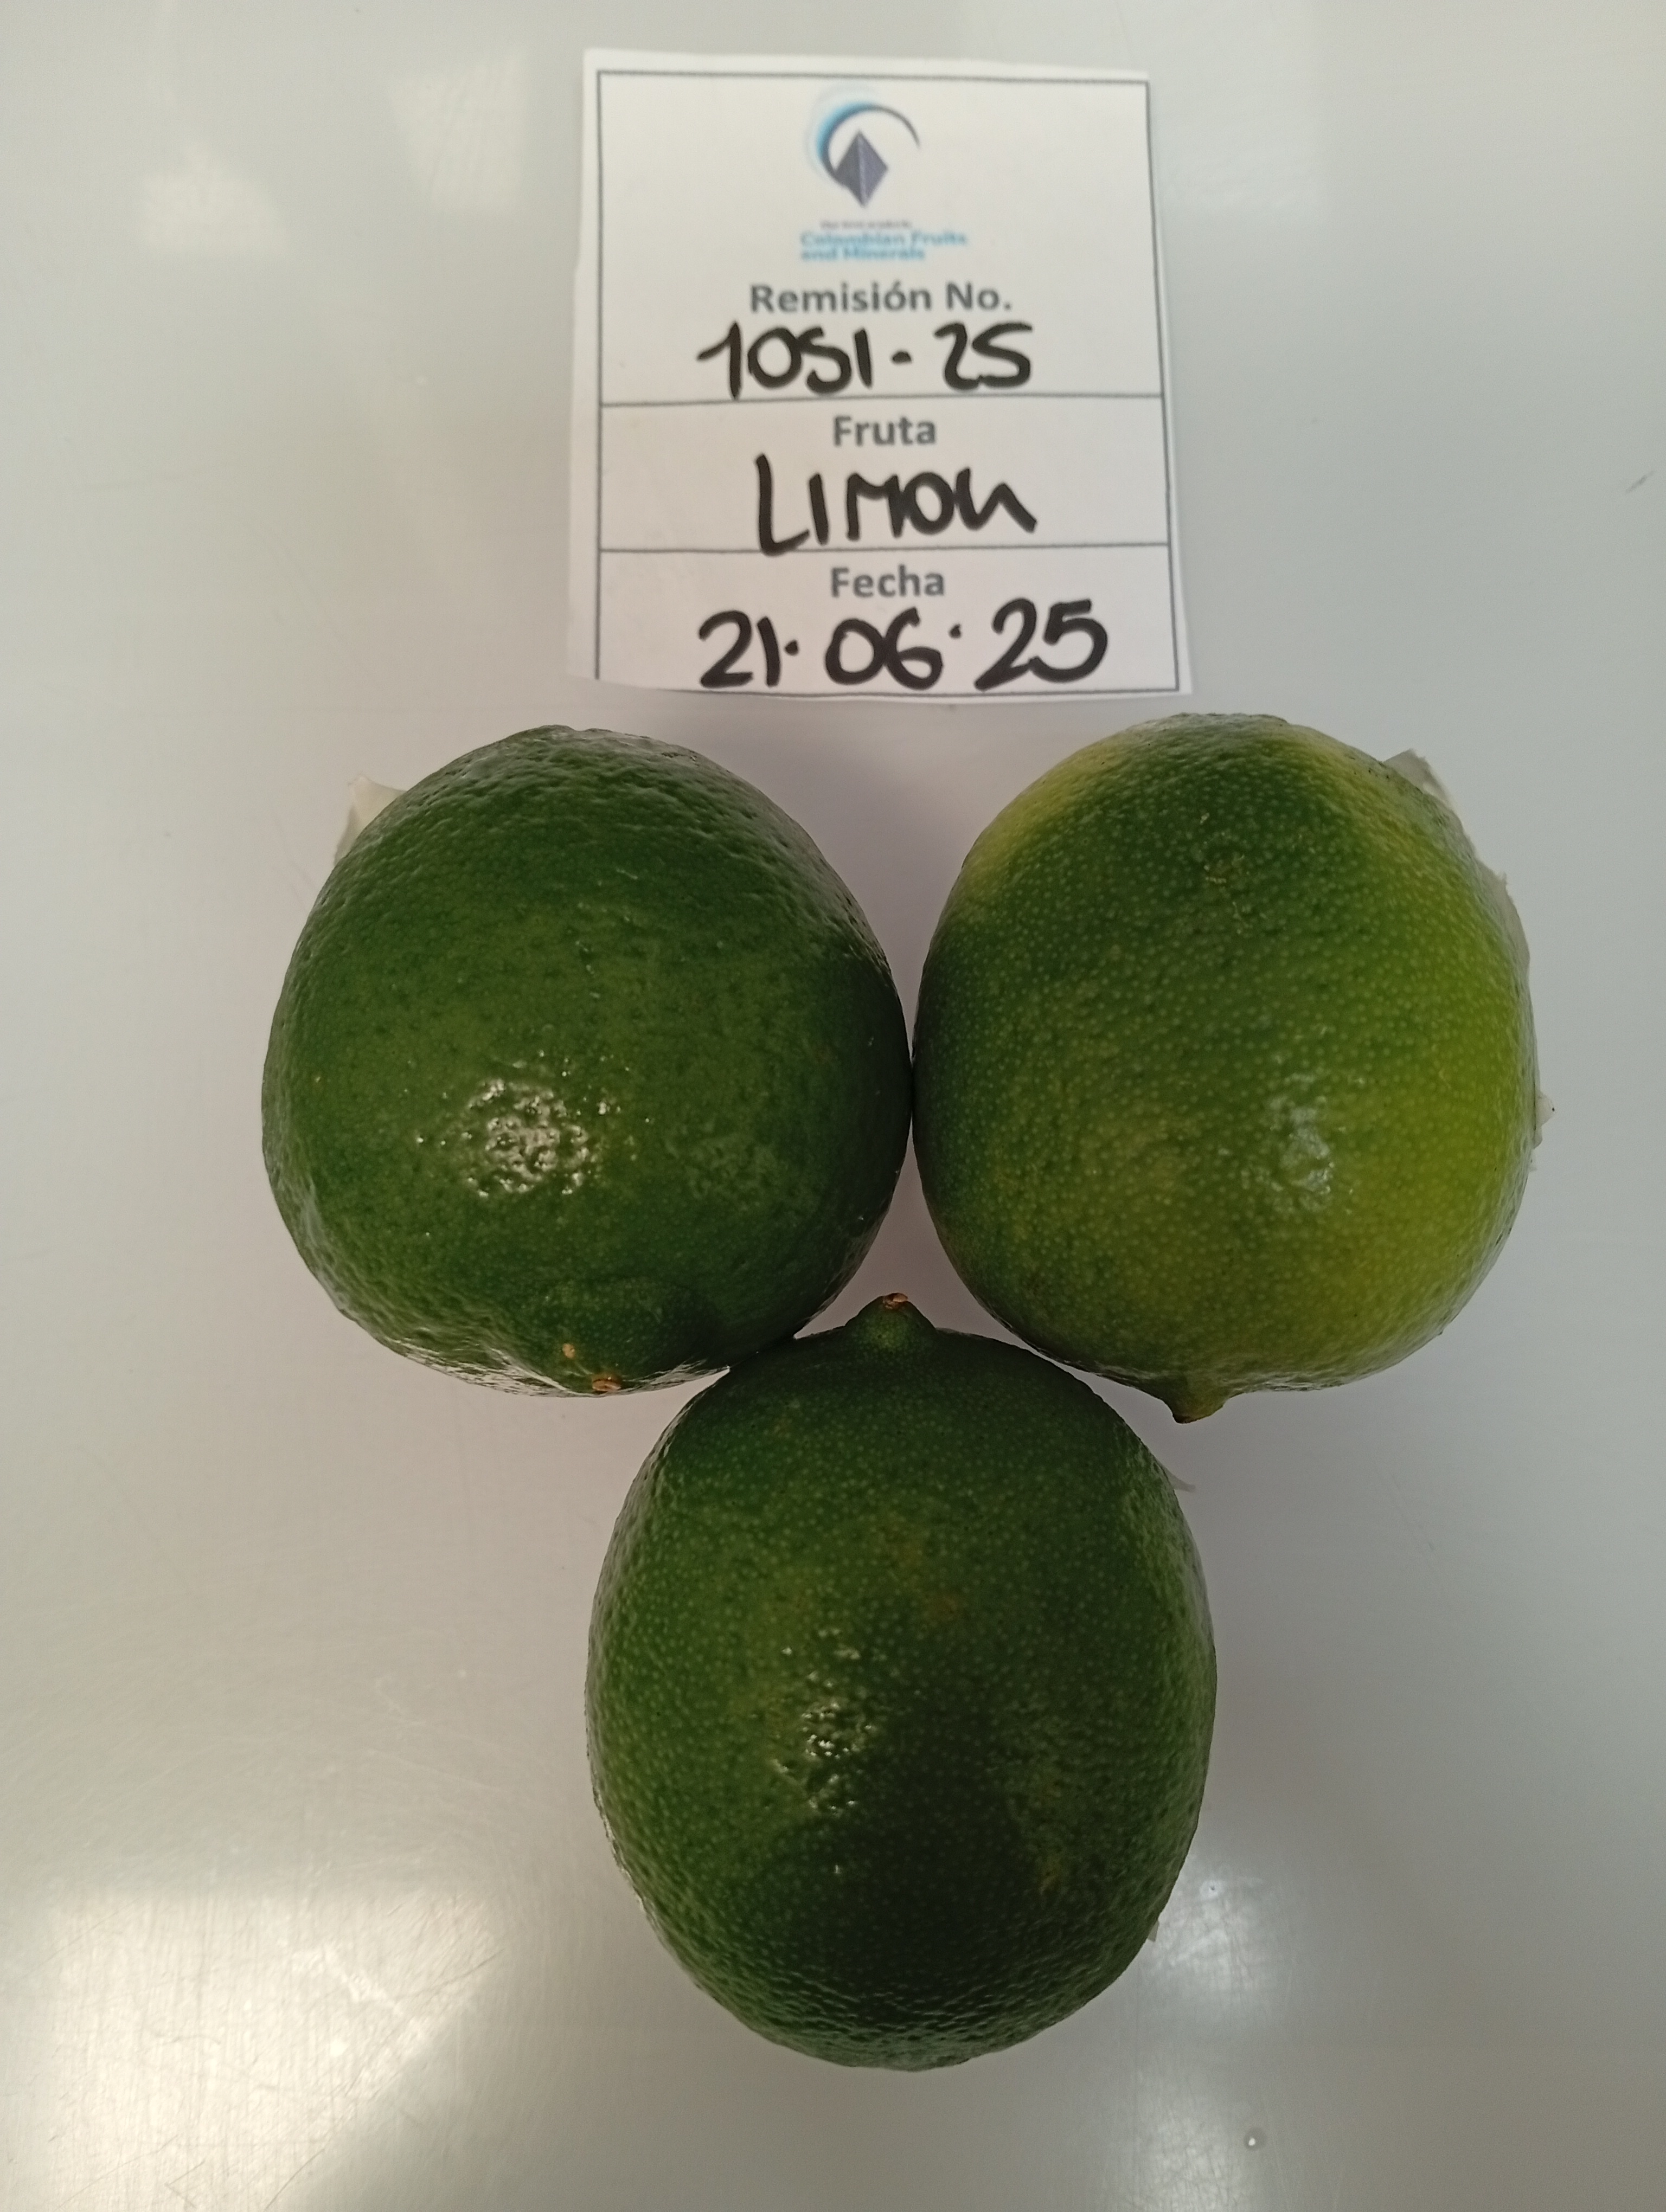 Colombian Fruits
and Minerals
Remisión No.
1051-25
Fruta
LIMON
Fecha
21·06·25